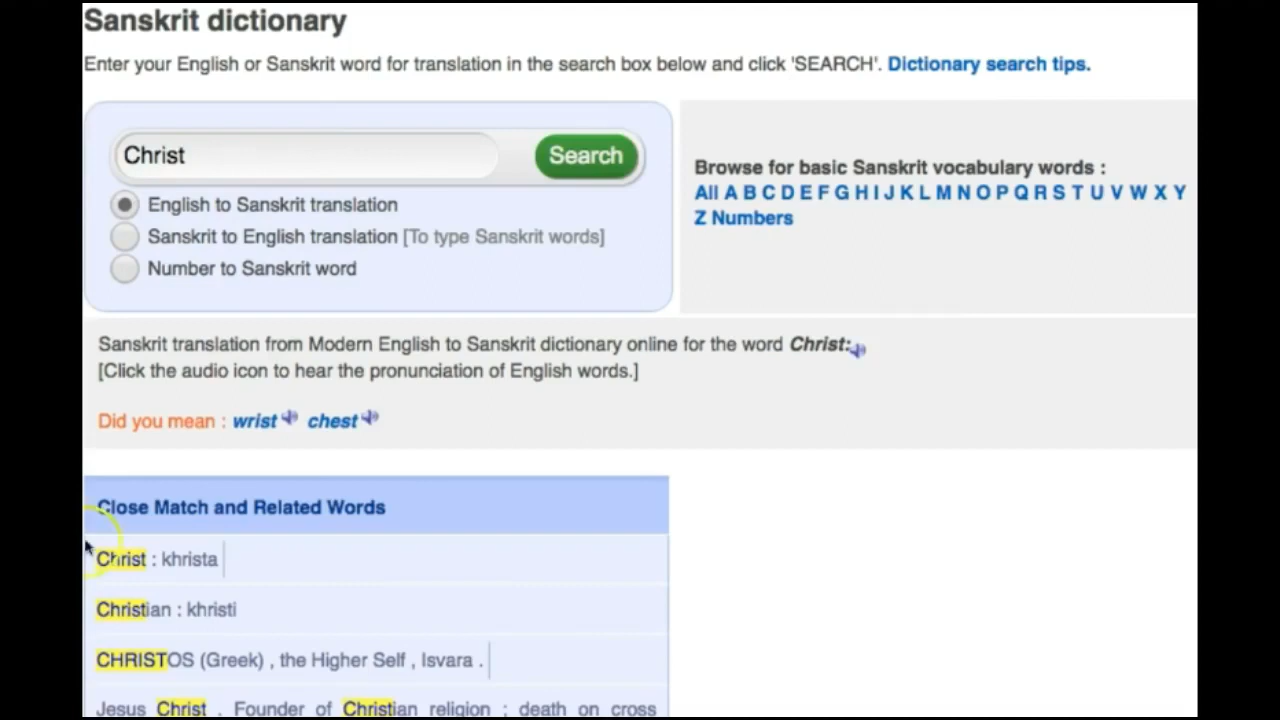 Sanskrit dictionary
Enter your English or Sanskrit word for translation in the search box below and click 'SEARCH'. Dictionary search tips.
Christ
Search
English to Sanskrit translation
Sanskrit to English translation [To type Sanskrit words]
Number to Sanskrit word
Browse for basic Sanskrit vocabulary words :
All A B C D E F G H I J K L M N O P Q R S T U V W X Y
Z Numbers
Sanskrit translation from Modern English to Sanskrit dictionary online for the word Christ:
[Click the audio icon to hear the pronunciation of English words.]
Did you mean : wrist chest
Close Match and Related Words
Christ : khrista
Christian : khristi
CHRISTOS (Greek) , the Higher Self , Isvara .
Jesus Christ . Founder of Christian religion ; death on cross